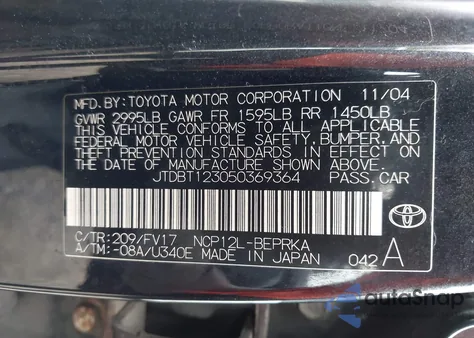 MFD.BY:TOYOTA MOTOR CORPORATION 11/04
GVWR 2995LB GAWR FR 1595LB RR 1450LB
THIS VEHICLE CONFORMS TO ALL APPLICABLE
FEDERAL MOTOR VEHICLE SAFETY,BUMPER,AND
THEFT PREVENTION STANDARDS IN EFFECT ON
THE DATE OF MANUFACTURE SHOWN ABOVE.
JTDBT123050369364 PASS.CAR
C/TR:209/FV17 NCP12L-BEPRKA
A/TM:-08A/U340E MADE IN JAPAN 042 A
TOYOTA
autoSnap